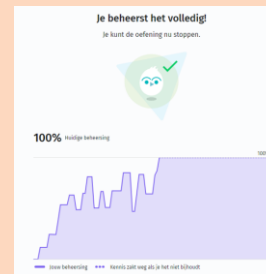 Je beheerst het volledig!
Je kunt de oefening nu stoppen.
100% Huidige beheersing
100%
Jouw beheersing
Kennis zakt weg als je het niet bijhoudt